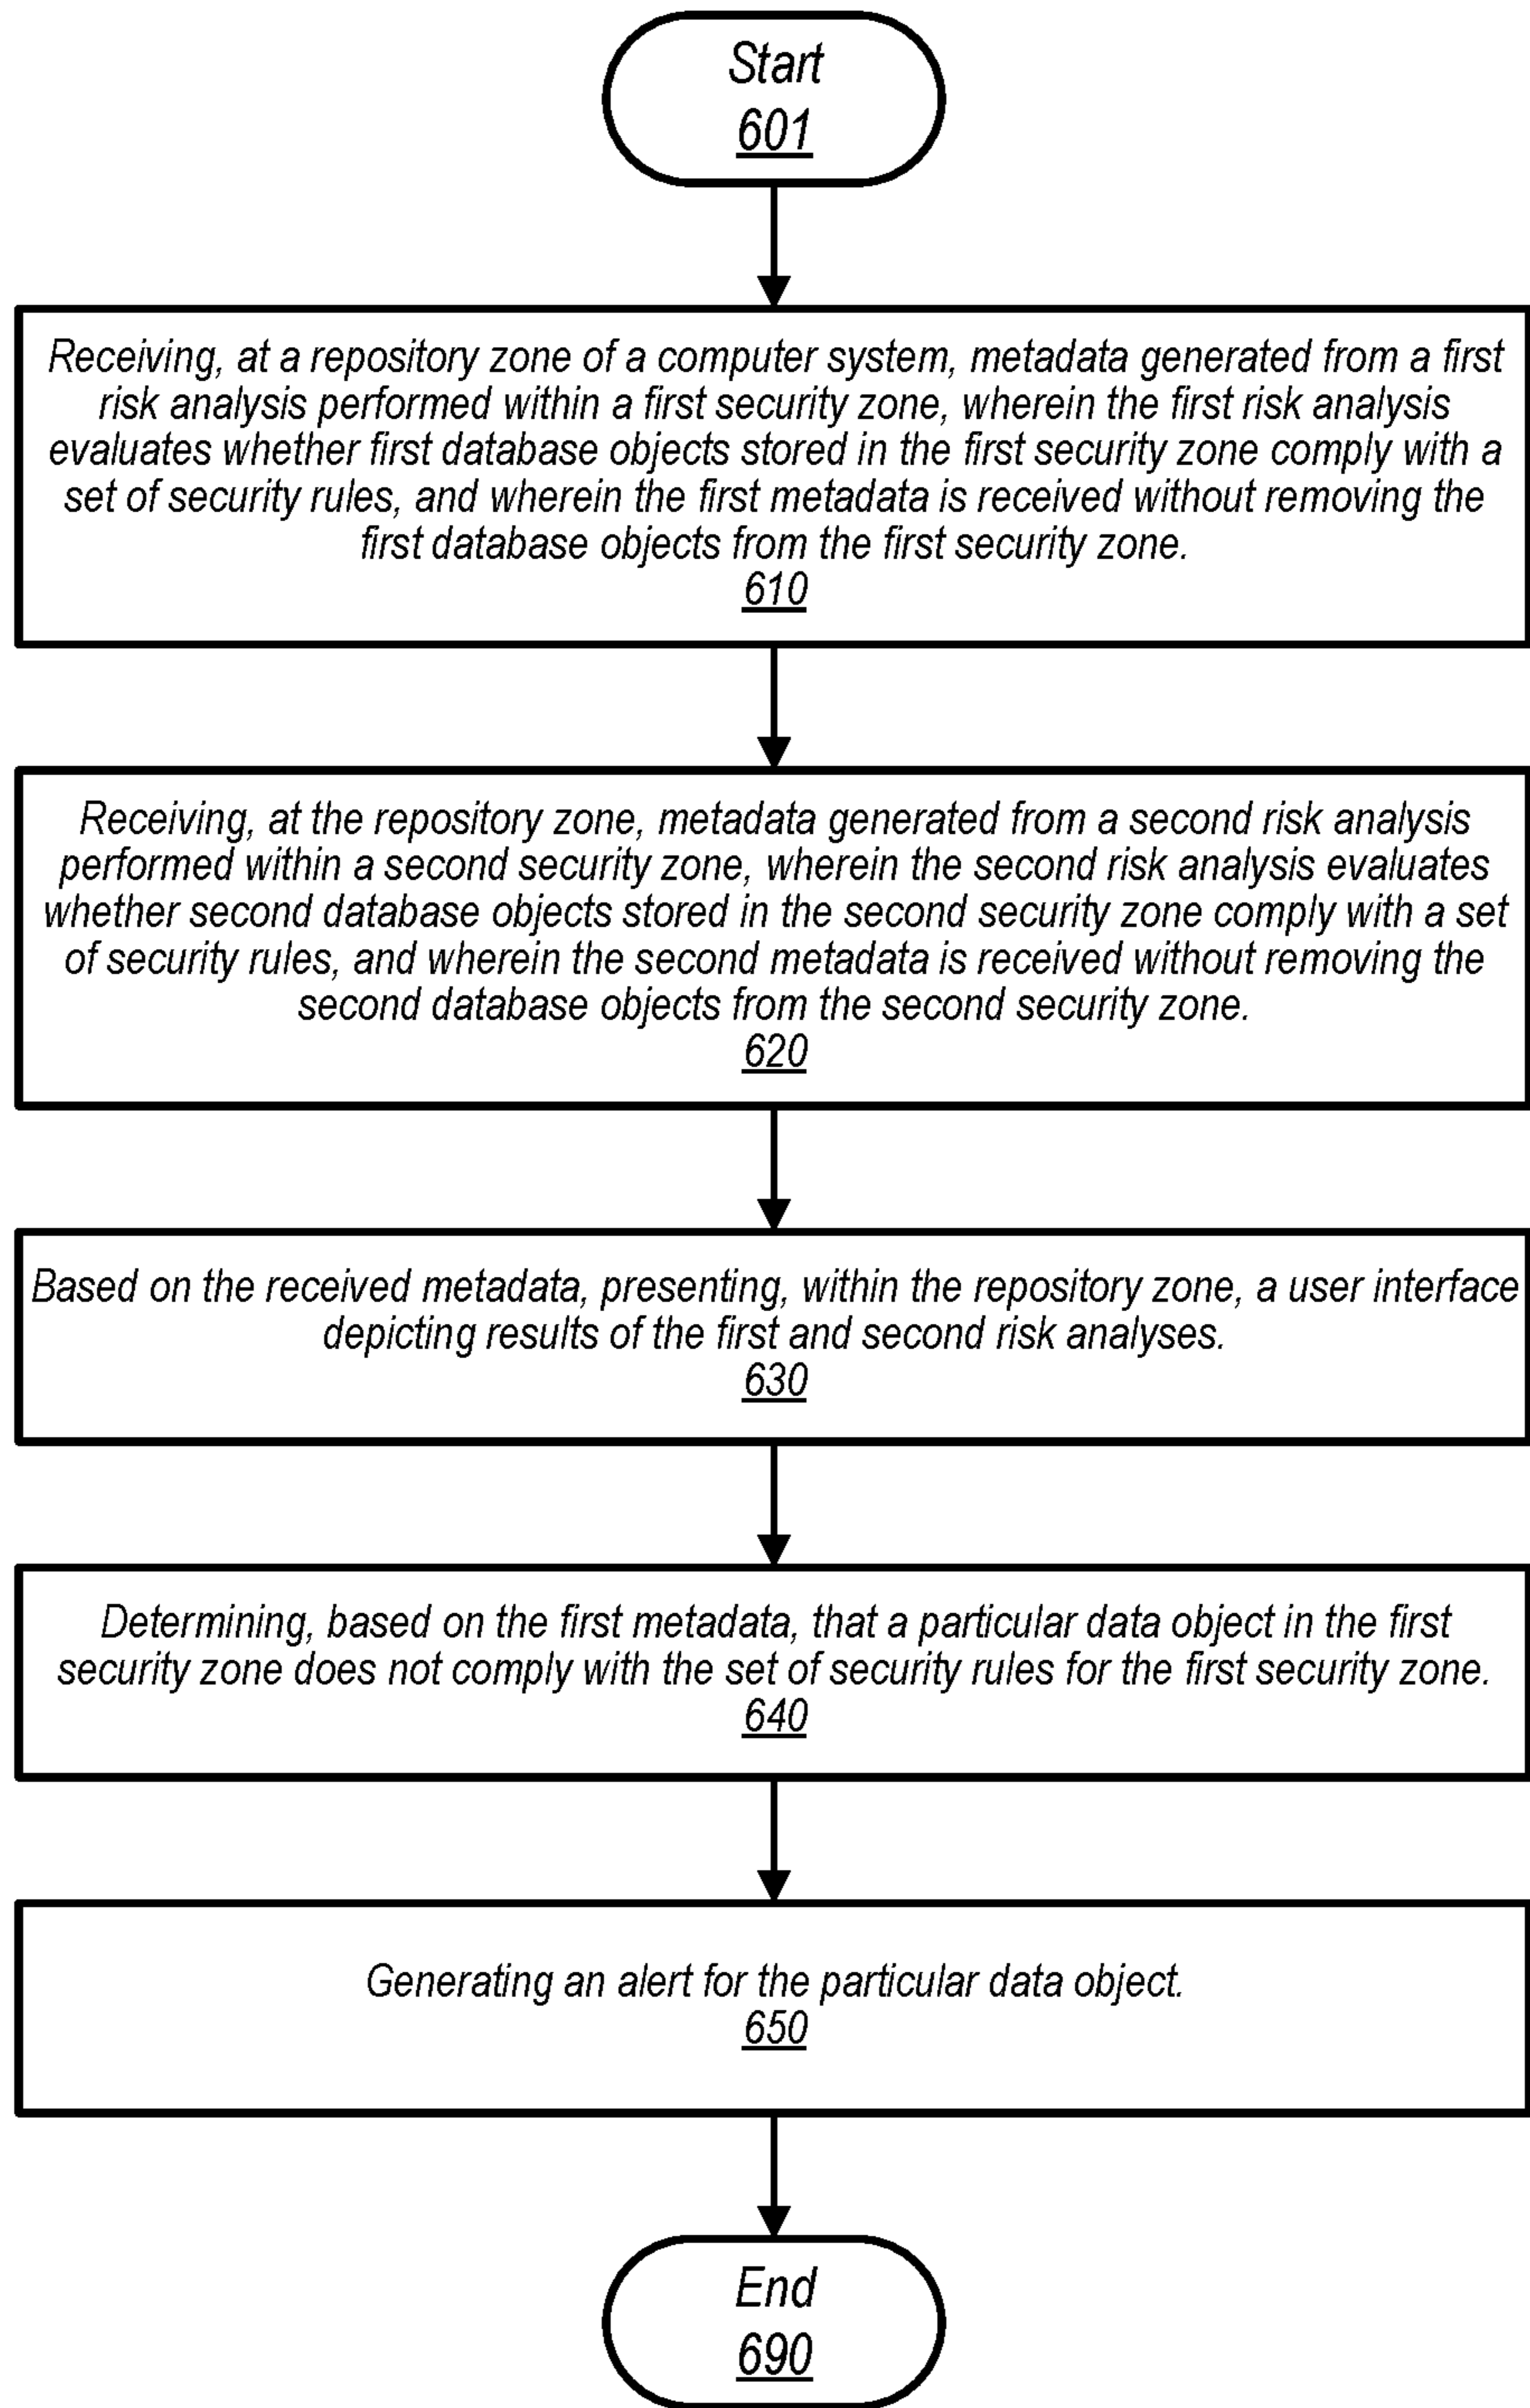 Start
601
Receiving, at a repository zone of a computer system, metadata generated from a first
risk analysis performed within a first security zone, wherein the first risk analysis
evaluates whether first database objects stored in the first security zone comply with a
set of security rules, and wherein the first metadata is received without removing the
first database objects from the first security zone.
610
Receiving, at the repository zone, metadata generated from a second risk analysis
performed within a second security zone, wherein the second risk analysis evaluates
whether second database objects stored in the second security zone comply with a set
of security rules, and wherein the second metadata is received without removing the
second database objects from the second security zone.
620
Based on the received metadata, presenting, within the repository zone, a user interface
depicting results of the first and second risk analyses.
630
Determining, based on the first metadata, that a particular data object in the first
security zone does not comply with the set of security rules for the first security zone.
640
Generating an alert for the particular data object.
650
End
690